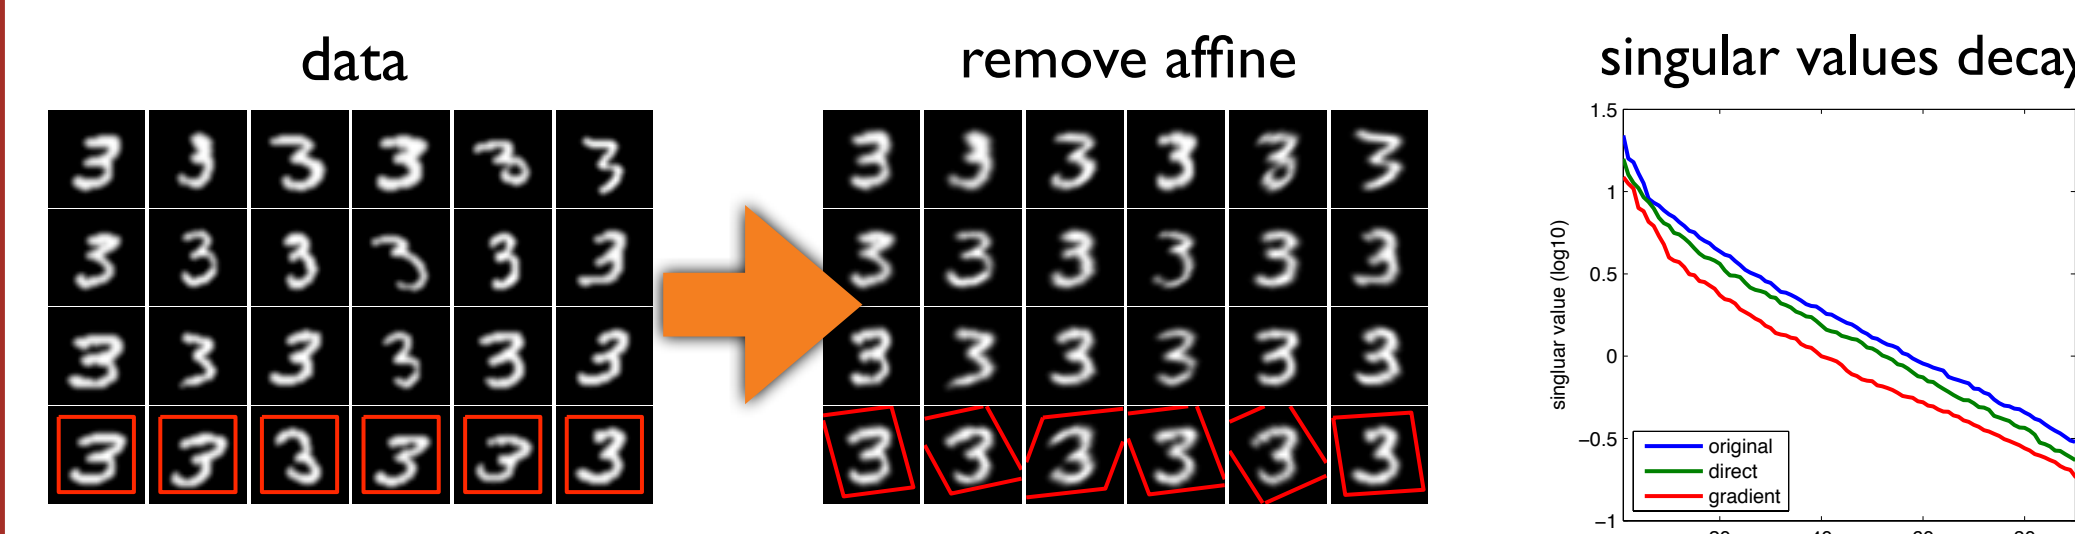 data
remove affine
singular values decay
1.5
1
0.5
0
−0.5
−1
singluar value (log10)
original
direct
gradient